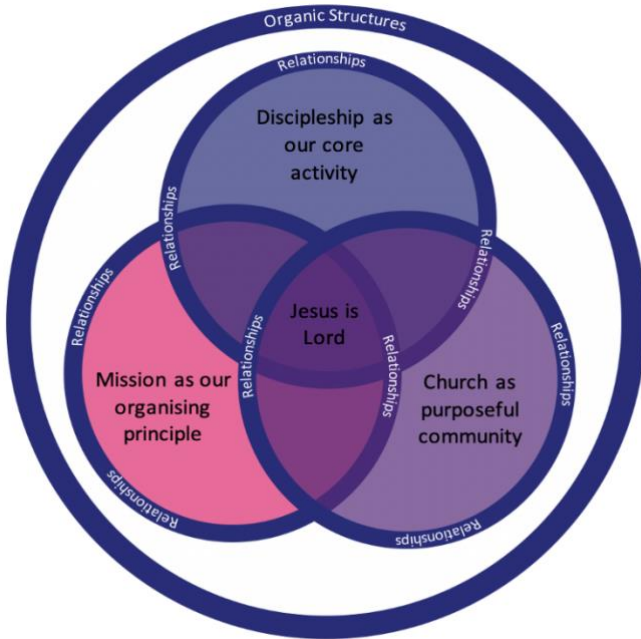 Organic Structures
Relationships
Discipleship as
our core
activity
Relationships
Relationships
Relationships
Relationships
Relationships
Jesus is
Lord
Relationships
Mission as our
organising
principle
Church as
purposeful
community
Relationships
Relationships